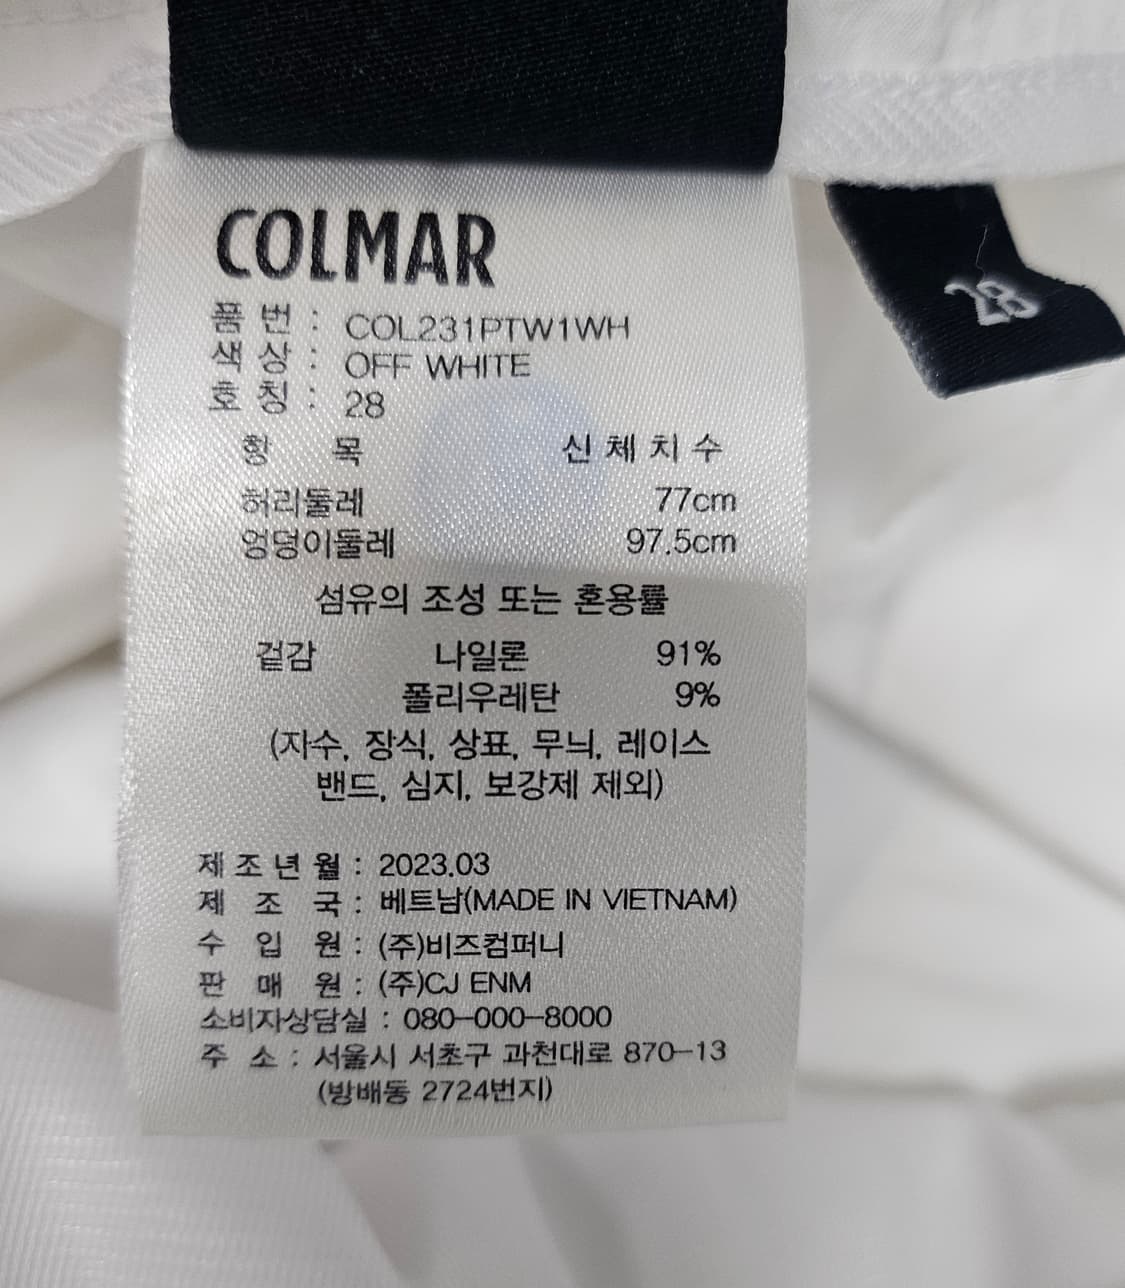 COLMAR
품 번 : COL231PTW1WH
색 상 : OFF WHITE
호 칭 : 28
항 목 신체치수
허리둘레 77cm
엉덩이둘레 97.5cm
섬유의 조성 또는 혼용률
겉감 나일론 91%
폴리우레탄 9%
(자수, 장식, 상표, 무늬, 레이스
밴드, 심지, 보강제 제외)
제조년월 : 2023.03
제 조 국 : 베트남(MADE IN VIETNAM)
수 입 원 : (주)비즈컴퍼니
판 매 원 : (주)CJ ENM
소비자상담실 : 080-000-8000
주 소 : 서울시 서초구 과천대로 870-13
(방배동 2724번지)
28